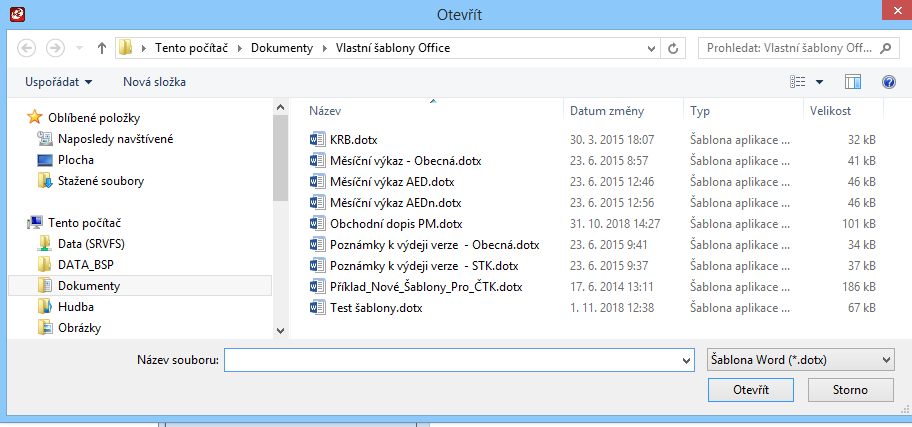 Otevřít
Tento počítač Dokumenty Vlastní šablony Office
Prohledat: Vlastní šablony Off...
Uspořádat Nová složka
Oblíbené položky
Naposledy navštívené
Plocha
Stažené soubory
Tento počítač
Data (SRVFS)
DATA_BSP
Dokumenty
Hudba
Obrázky
Název Datum změny Typ Velikost
KRB.dotx 30. 3. 2015 18:07 Šablona aplikace ... 32 kB
Měsíční výkaz - Obecná.dotx 23. 6. 2015 8:57 Šablona aplikace ... 41 kB
Měsíční výkaz AED.dotx 23. 6. 2015 12:46 Šablona aplikace ... 46 kB
Měsíční výkaz AEDn.dotx 23. 6. 2015 12:56 Šablona aplikace ... 46 kB
Obchodní dopis PM.dotx 31. 10. 2018 14:27 Šablona aplikace ... 101 kB
Poznámky k výdeji verze - Obecná.dotx 23. 6. 2015 9:41 Šablona aplikace ... 34 kB
Poznámky k výdeji verze - STK.dotx 23. 6. 2015 9:37 Šablona aplikace ... 37 kB
Příklad_Nové_Šablony_Pro_ČTK.dotx 17. 6. 2014 13:11 Šablona aplikace ... 186 kB
Test šablony.dotx 1. 11. 2018 12:38 Šablona aplikace ... 67 kB
Název souboru:
Šablona Word (*.dotx)
Otevřít Storno